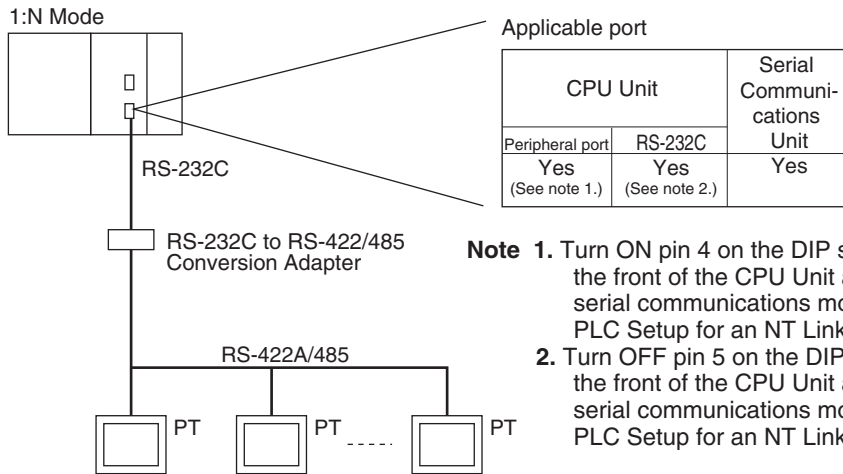 1:N Mode
Applicable port
CPU Unit
Serial
Communi-
cations
Unit
Peripheral port
RS-232C
Yes
(See note 1.)
Yes
(See note 2.)
Yes
RS-232C
RS-232C to RS-422/485
Conversion Adapter
RS-422A/485
PT
PT
PT
Note 1. Turn ON pin 4 on the DIP
the front of the CPU Unit
serial communications
PLC Setup for an NT Link
2. Turn OFF pin 5 on the DIP
the front of the CPU Unit
serial communications
PLC Setup for an NT Link